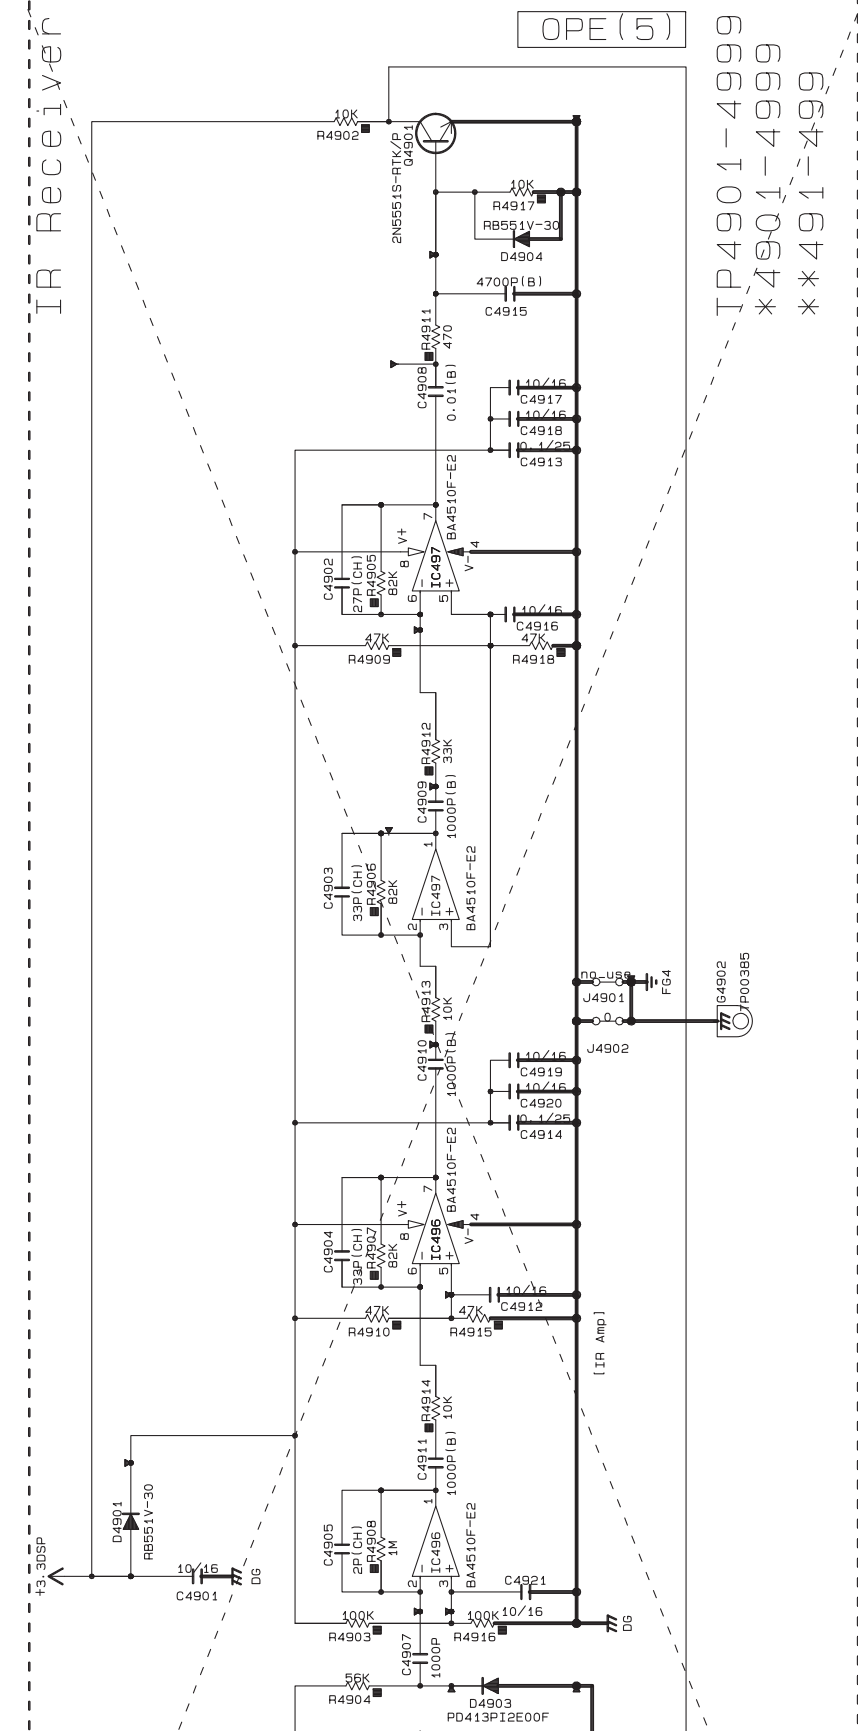 OPE(5)
IR Receiver
TP4901-4999
*4901-4999
**491-499
10K
R4902
2N5551S-RTK/P
Q4901
10K
R4917
RB551V-30
D4904
4700P(B)
C4915
R4911
470
C4908
0.01(B)
10/16
C4917
10/16
C4918
0.1/25
C4913
BA4510F-E2
7
V+
8
IC497
4
V-
C4902
27P(CH)
R4905
82K
6
-
5
+
10/16
C4916
47K
R4909
47K
R4918
R4912
33K
C4909
1000P(B)
1
C4903
33P(CH)
R4906
82K
IC497
BA4510F-E2
2
-
3
+
R4913
10K
no_use
J4901
FG4
0
J4902
G4902
TP00385
C4910
1000P(B)
10/16
C4919
10/16
C4920
0.1/25
C4914
BA4510F-E2
7
V+
8
IC496
4
V-
C4904
33P(CH)
R4907
82K
6
-
5
+
10/16
C4912
47K
R4910
47K
R4915
[IR Amp]
R4914
10K
C4911
1000P(B)
D4901
RB551V-30
1
C4905
2P(CH)
R4908
1M
IC496
BA4510F-E2
2
-
3
+
+3.3DSP
10/16
C4901
DG
C4921
10/16
100K
R4903
100K
R4916
DG
C4907
1000P
56K
R4904
D4903
PD413PI2E00F